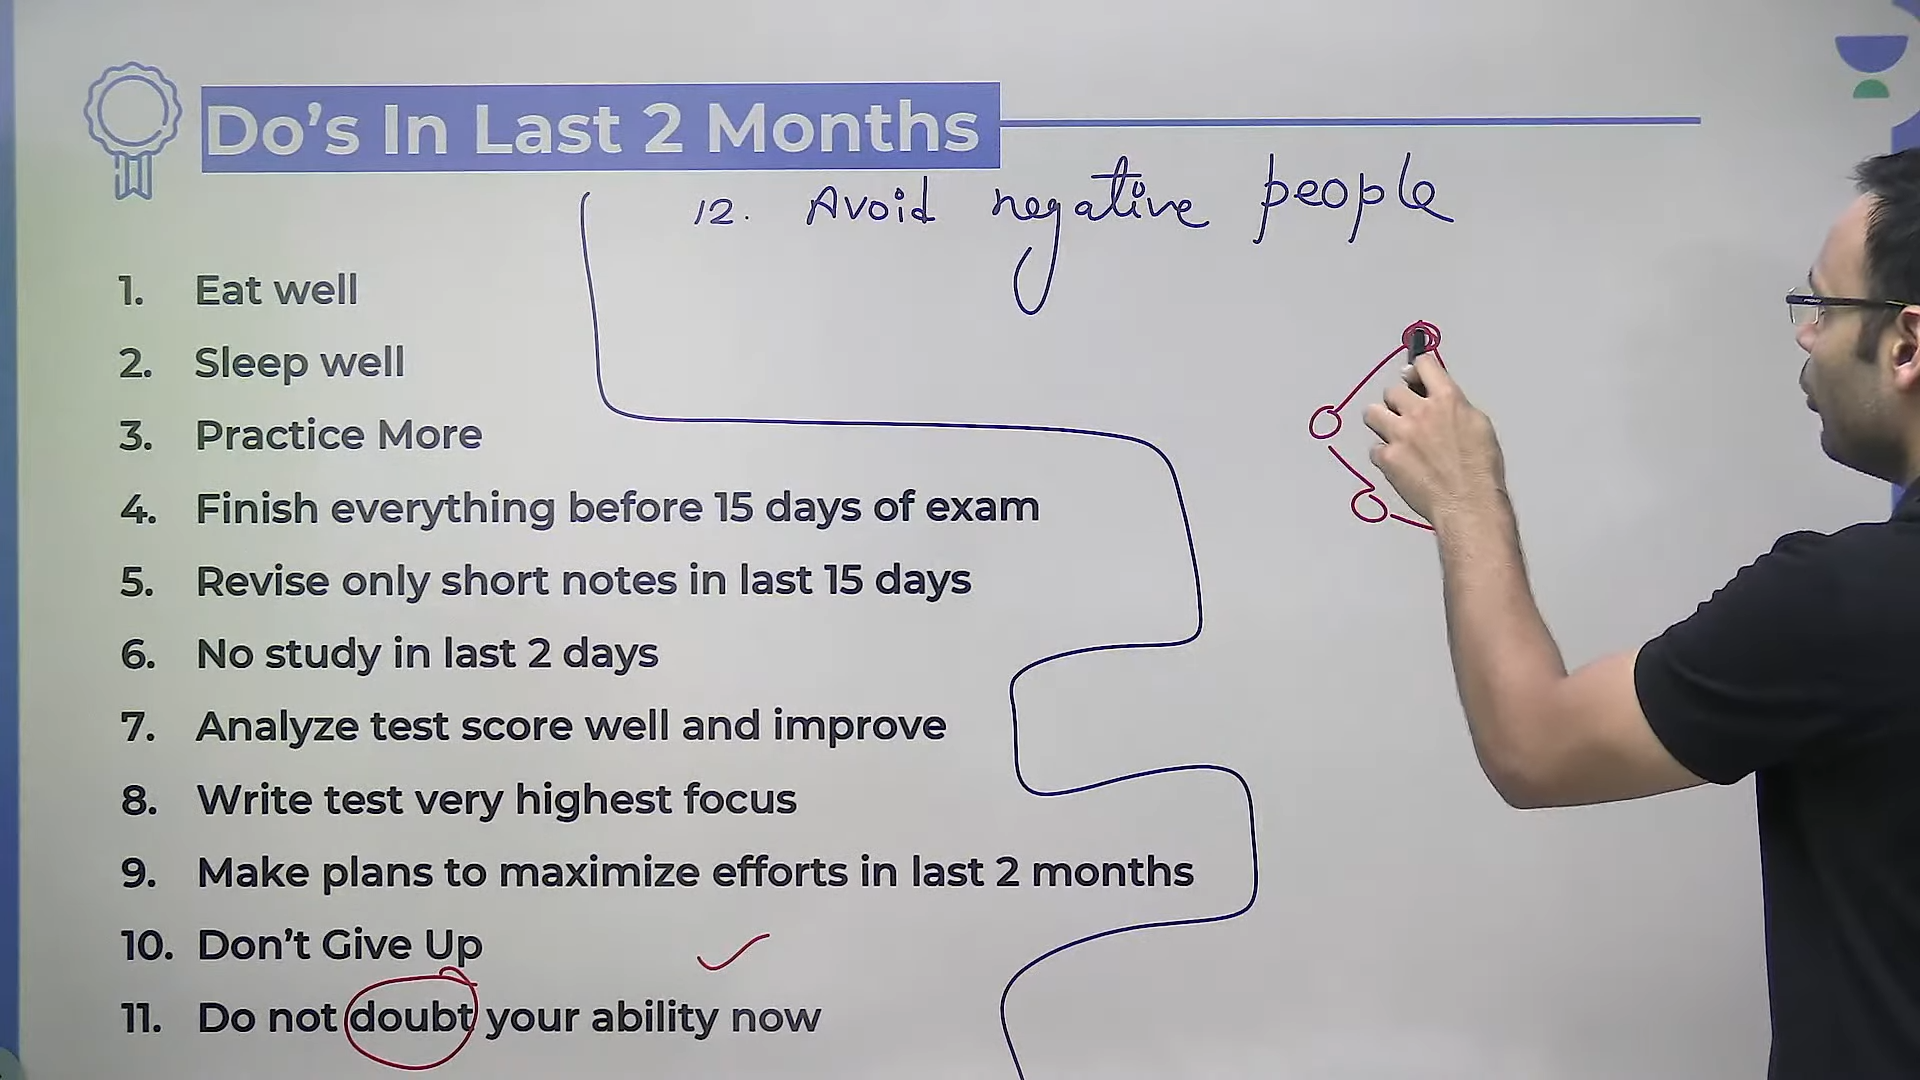 Do's In Last 2 Months
12. Avoid negative people
1. Eat well
2. Sleep well
3. Practice More
4. Finish everything before 15 days of exam
5. Revise only short notes in last 15 days
6. No study in last 2 days
7. Analyze test score well and improve
8. Write test very highest focus
9. Make plans to maximize efforts in last 2 months
10. Don't Give Up
11. Do not doubt your ability now